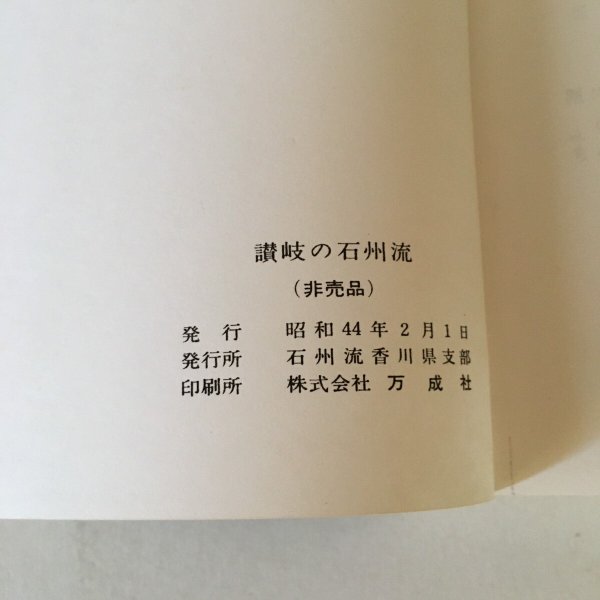 讃岐の石州流
(非売品)
発行 昭和44年2月1日
発行所 石州流香川県支部
印刷所 株式会社 万成社